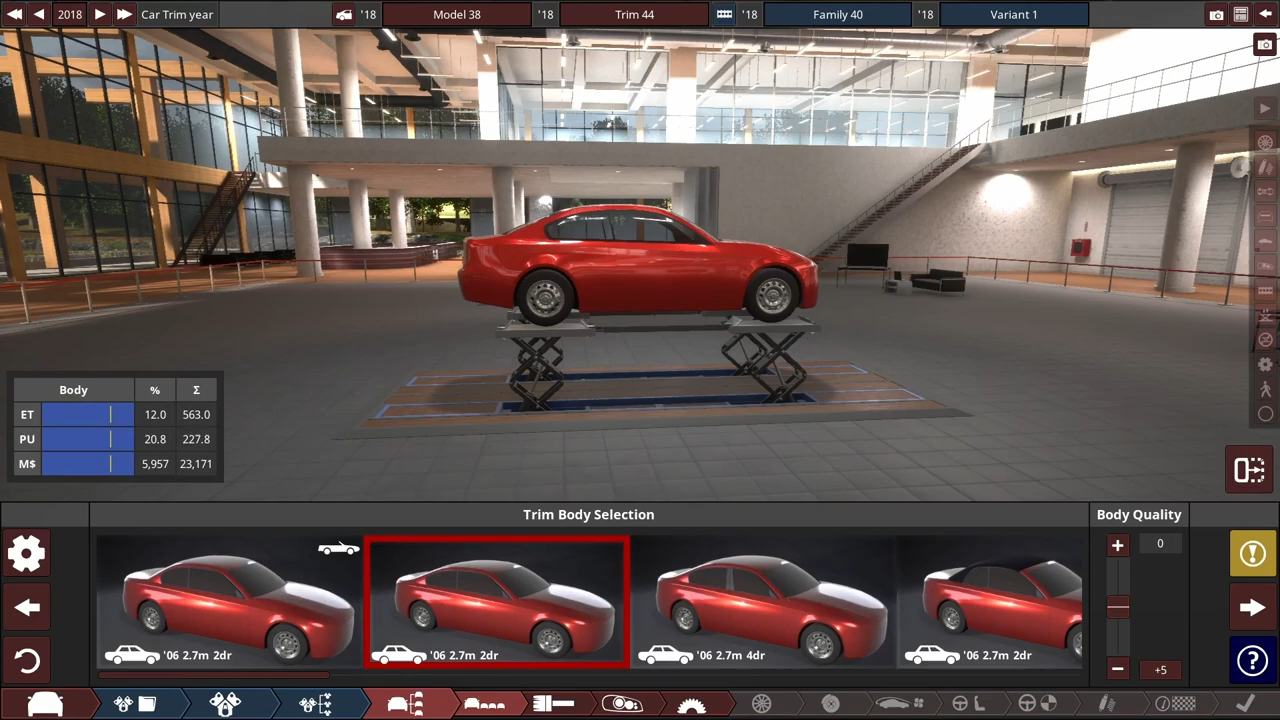 2018 Car Trim year '18 Model 38 '18 Trim 44 '18 Family 40 '18 Variant 1
Body % Σ
ET 12.0 563.0
PU 20.8 227.8
M$ 5,957 23,171
Trim Body Selection Body Quality
0
'06 2.7m 2dr '06 2.7m 2dr '06 2.7m 4dr '06 2.7m 2dr
+5